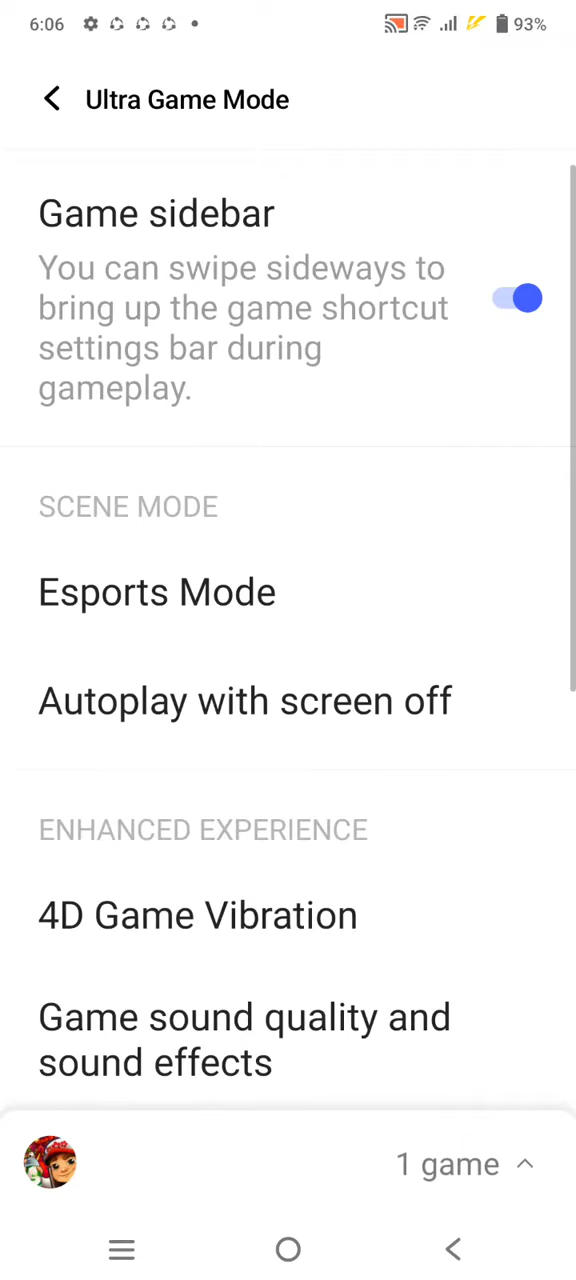 6:06
93%
Ultra Game Mode
Game sidebar
You can swipe sideways to
bring up the game shortcut
settings bar during
gameplay.
SCENE MODE
Esports Mode
Autoplay with screen off
ENHANCED EXPERIENCE
4D Game Vibration
Game sound quality and
sound effects
1 game